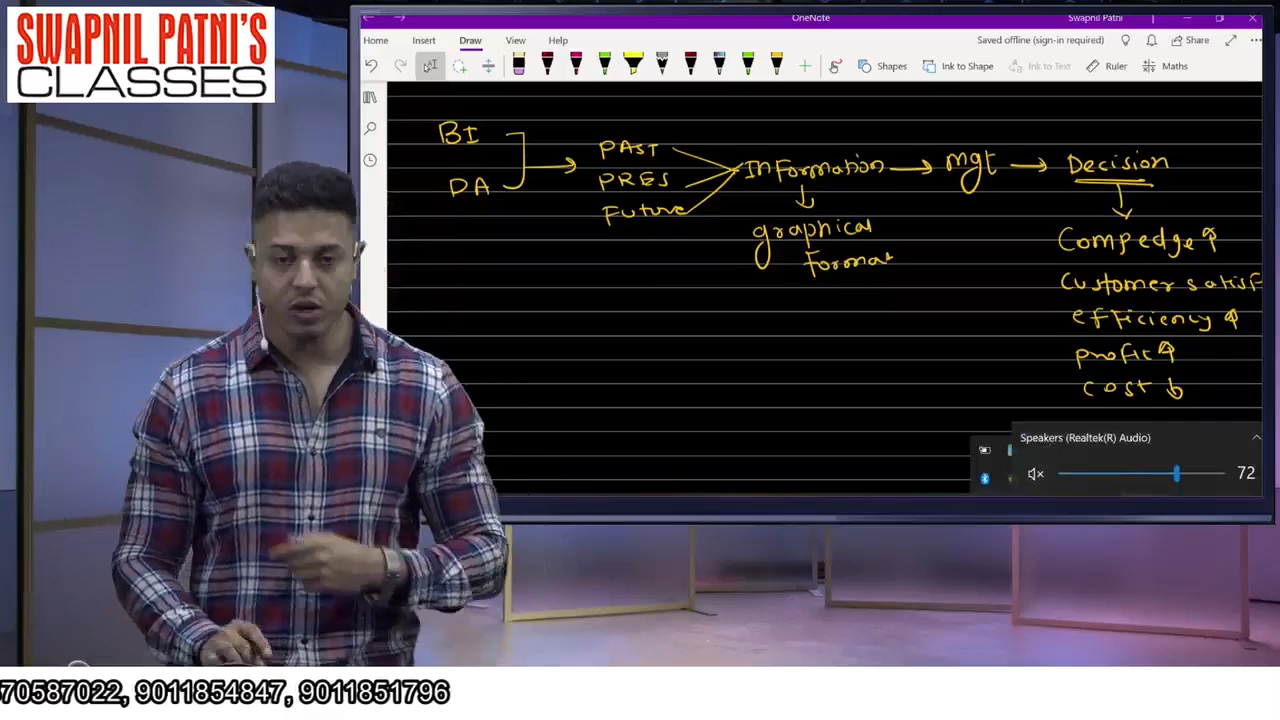 SWAPNIL PATNI'S
CLASSES
OneNote
Swapnil Patni
Home Insert Draw View Help
Saved offline (sign-in required)
Share
Shapes
Ink to Shape
Ink to Text
Ruler
Maths
BI
DA
PAST
PRES
Future
Information
graphical
format
mgt
Decision
Comp edge
Customer satisf
efficiency
profit
cost
Speakers (Realtek(R) Audio)
72
70587022, 9011854847, 9011851796